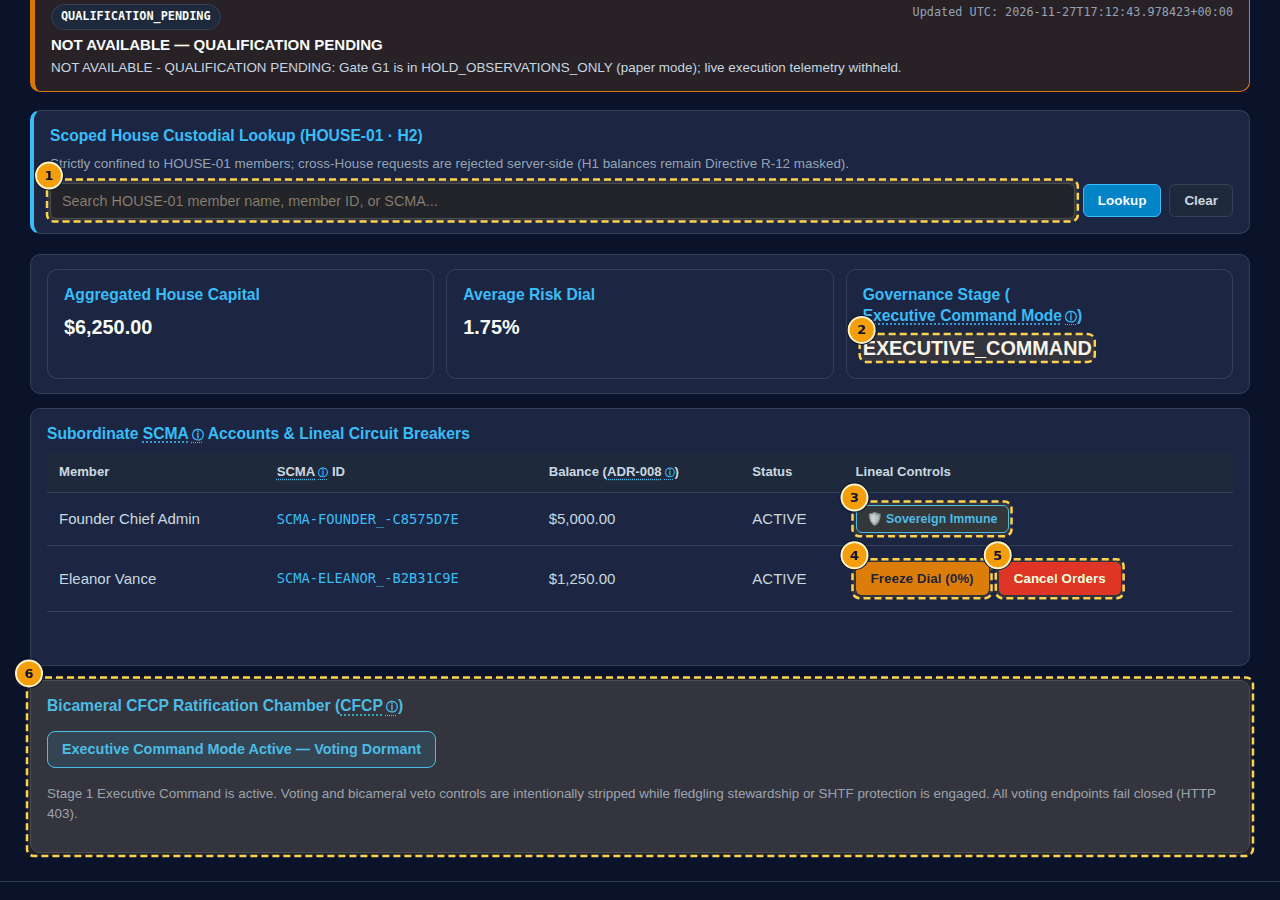 QUALIFICATION_PENDING
Updated UTC: 2026-11-27T17:12:43.978423+00:00
NOT AVAILABLE — QUALIFICATION PENDING
NOT AVAILABLE - QUALIFICATION PENDING: Gate G1 is in HOLD_OBSERVATIONS_ONLY (paper mode); live execution telemetry withheld.
Scoped House Custodial Lookup (HOUSE-01 · H2)
Strictly confined to HOUSE-01 members; cross-House requests are rejected server-side (H1 balances remain Directive R-12 masked).
1
Search HOUSE-01 member name, member ID, or SCMA...
Lookup
Clear
Aggregated House Capital
$6,250.00
Average Risk Dial
1.75%
Governance Stage (
Executive Command Mode ⓘ)
2
EXECUTIVE_COMMAND
Subordinate SCMA ⓘ Accounts & Lineal Circuit Breakers
Member SCMA ⓘ ID Balance (ADR-008 ⓘ) Status Lineal Controls
3
Founder Chief Admin SCMA-FOUNDER_-C8575D7E $5,000.00 ACTIVE 🛡️ Sovereign Immune
4 5
Eleanor Vance SCMA-ELEANOR_-B2B31C9E $1,250.00 ACTIVE Freeze Dial (0%) Cancel Orders
6
Bicameral CFCP Ratification Chamber (CFCP ⓘ)
Executive Command Mode Active — Voting Dormant
Stage 1 Executive Command is active. Voting and bicameral veto controls are intentionally stripped while fledgling stewardship or SHTF protection is engaged. All voting endpoints fail closed (HTTP
403).